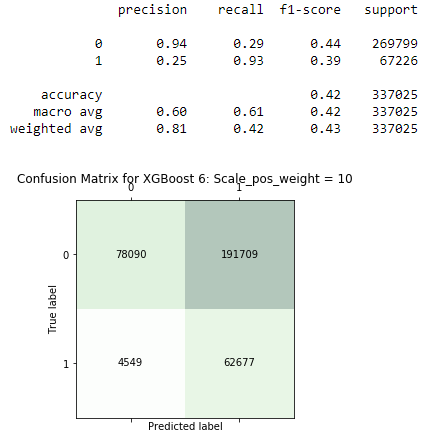 precision recall f1-score support
0 0.94 0.29 0.44 269799
1 0.25 0.93 0.39 67226
accuracy 0.42 337025
macro avg 0.60 0.61 0.42 337025
weighted avg 0.81 0.42 0.43 337025
Confusion Matrix for XGBoost 6: Scale_pos_weight = 10
0 1
0 78090 191709
True label
1 4549 62677
Predicted label